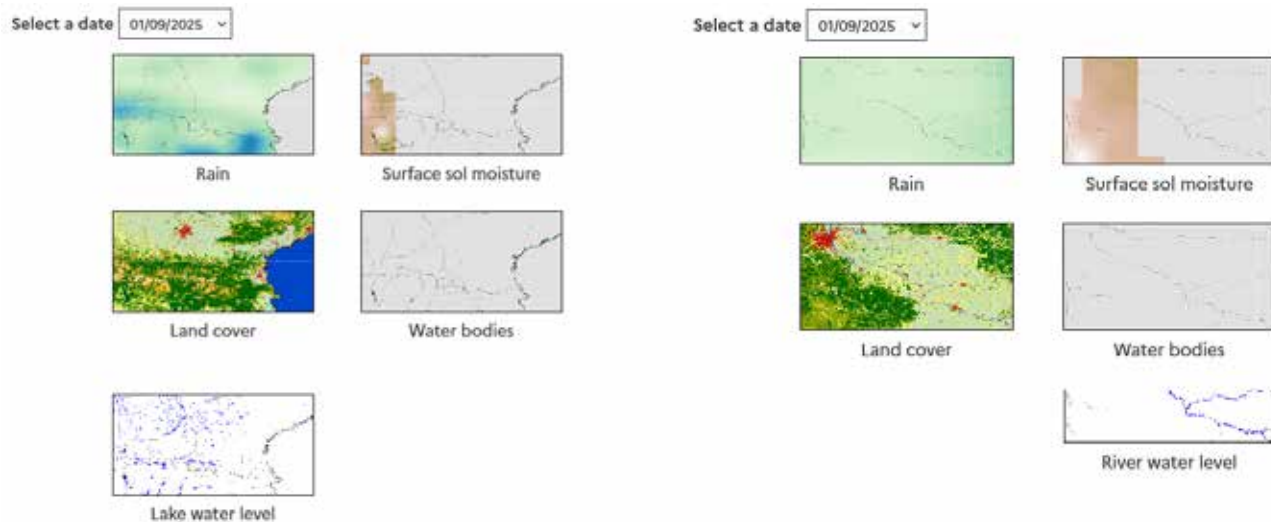 Select a date 01/09/2025
Rain
Surface sol moisture
Land cover
Water bodies
Lake water level
Select a date 01/09/2025
Rain
Surface sol moisture
Land cover
Water bodies
River water level